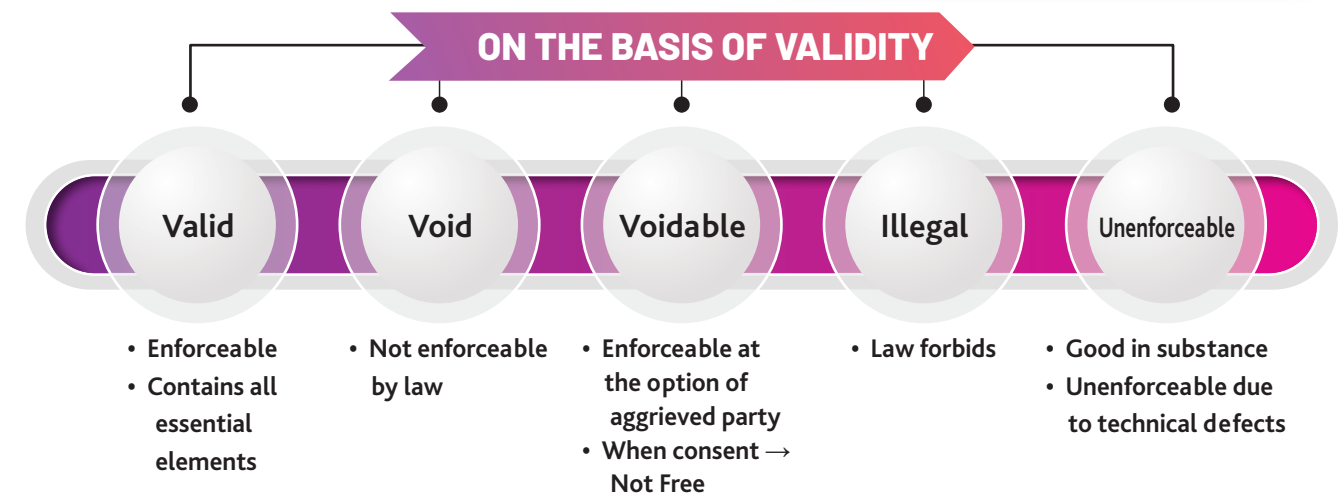 ON THE BASIS OF VALIDITY
Valid
Void
Voidable
Illegal
Unenforceable
• Enforceable
• Contains all
essential
elements
• Not enforceable
by law
• Enforceable at
the option of
aggrieved party
• When consent →
Not Free
• Law forbids
• Good in substance
• Unenforceable due
to technical defects